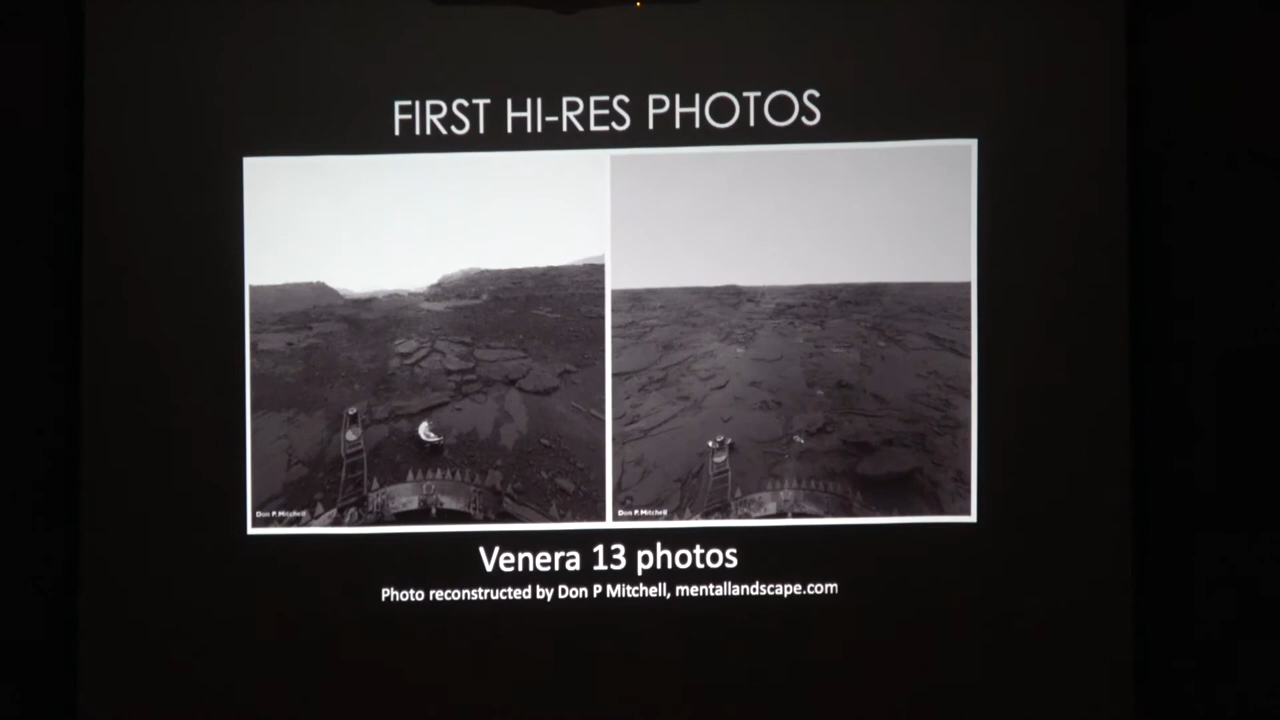 FIRST HI-RES PHOTOS
Don P. Mitchell
Don P. Mitchell
Venera 13 photos
Photo reconstructed by Don P Mitchell, mentallandscape.com